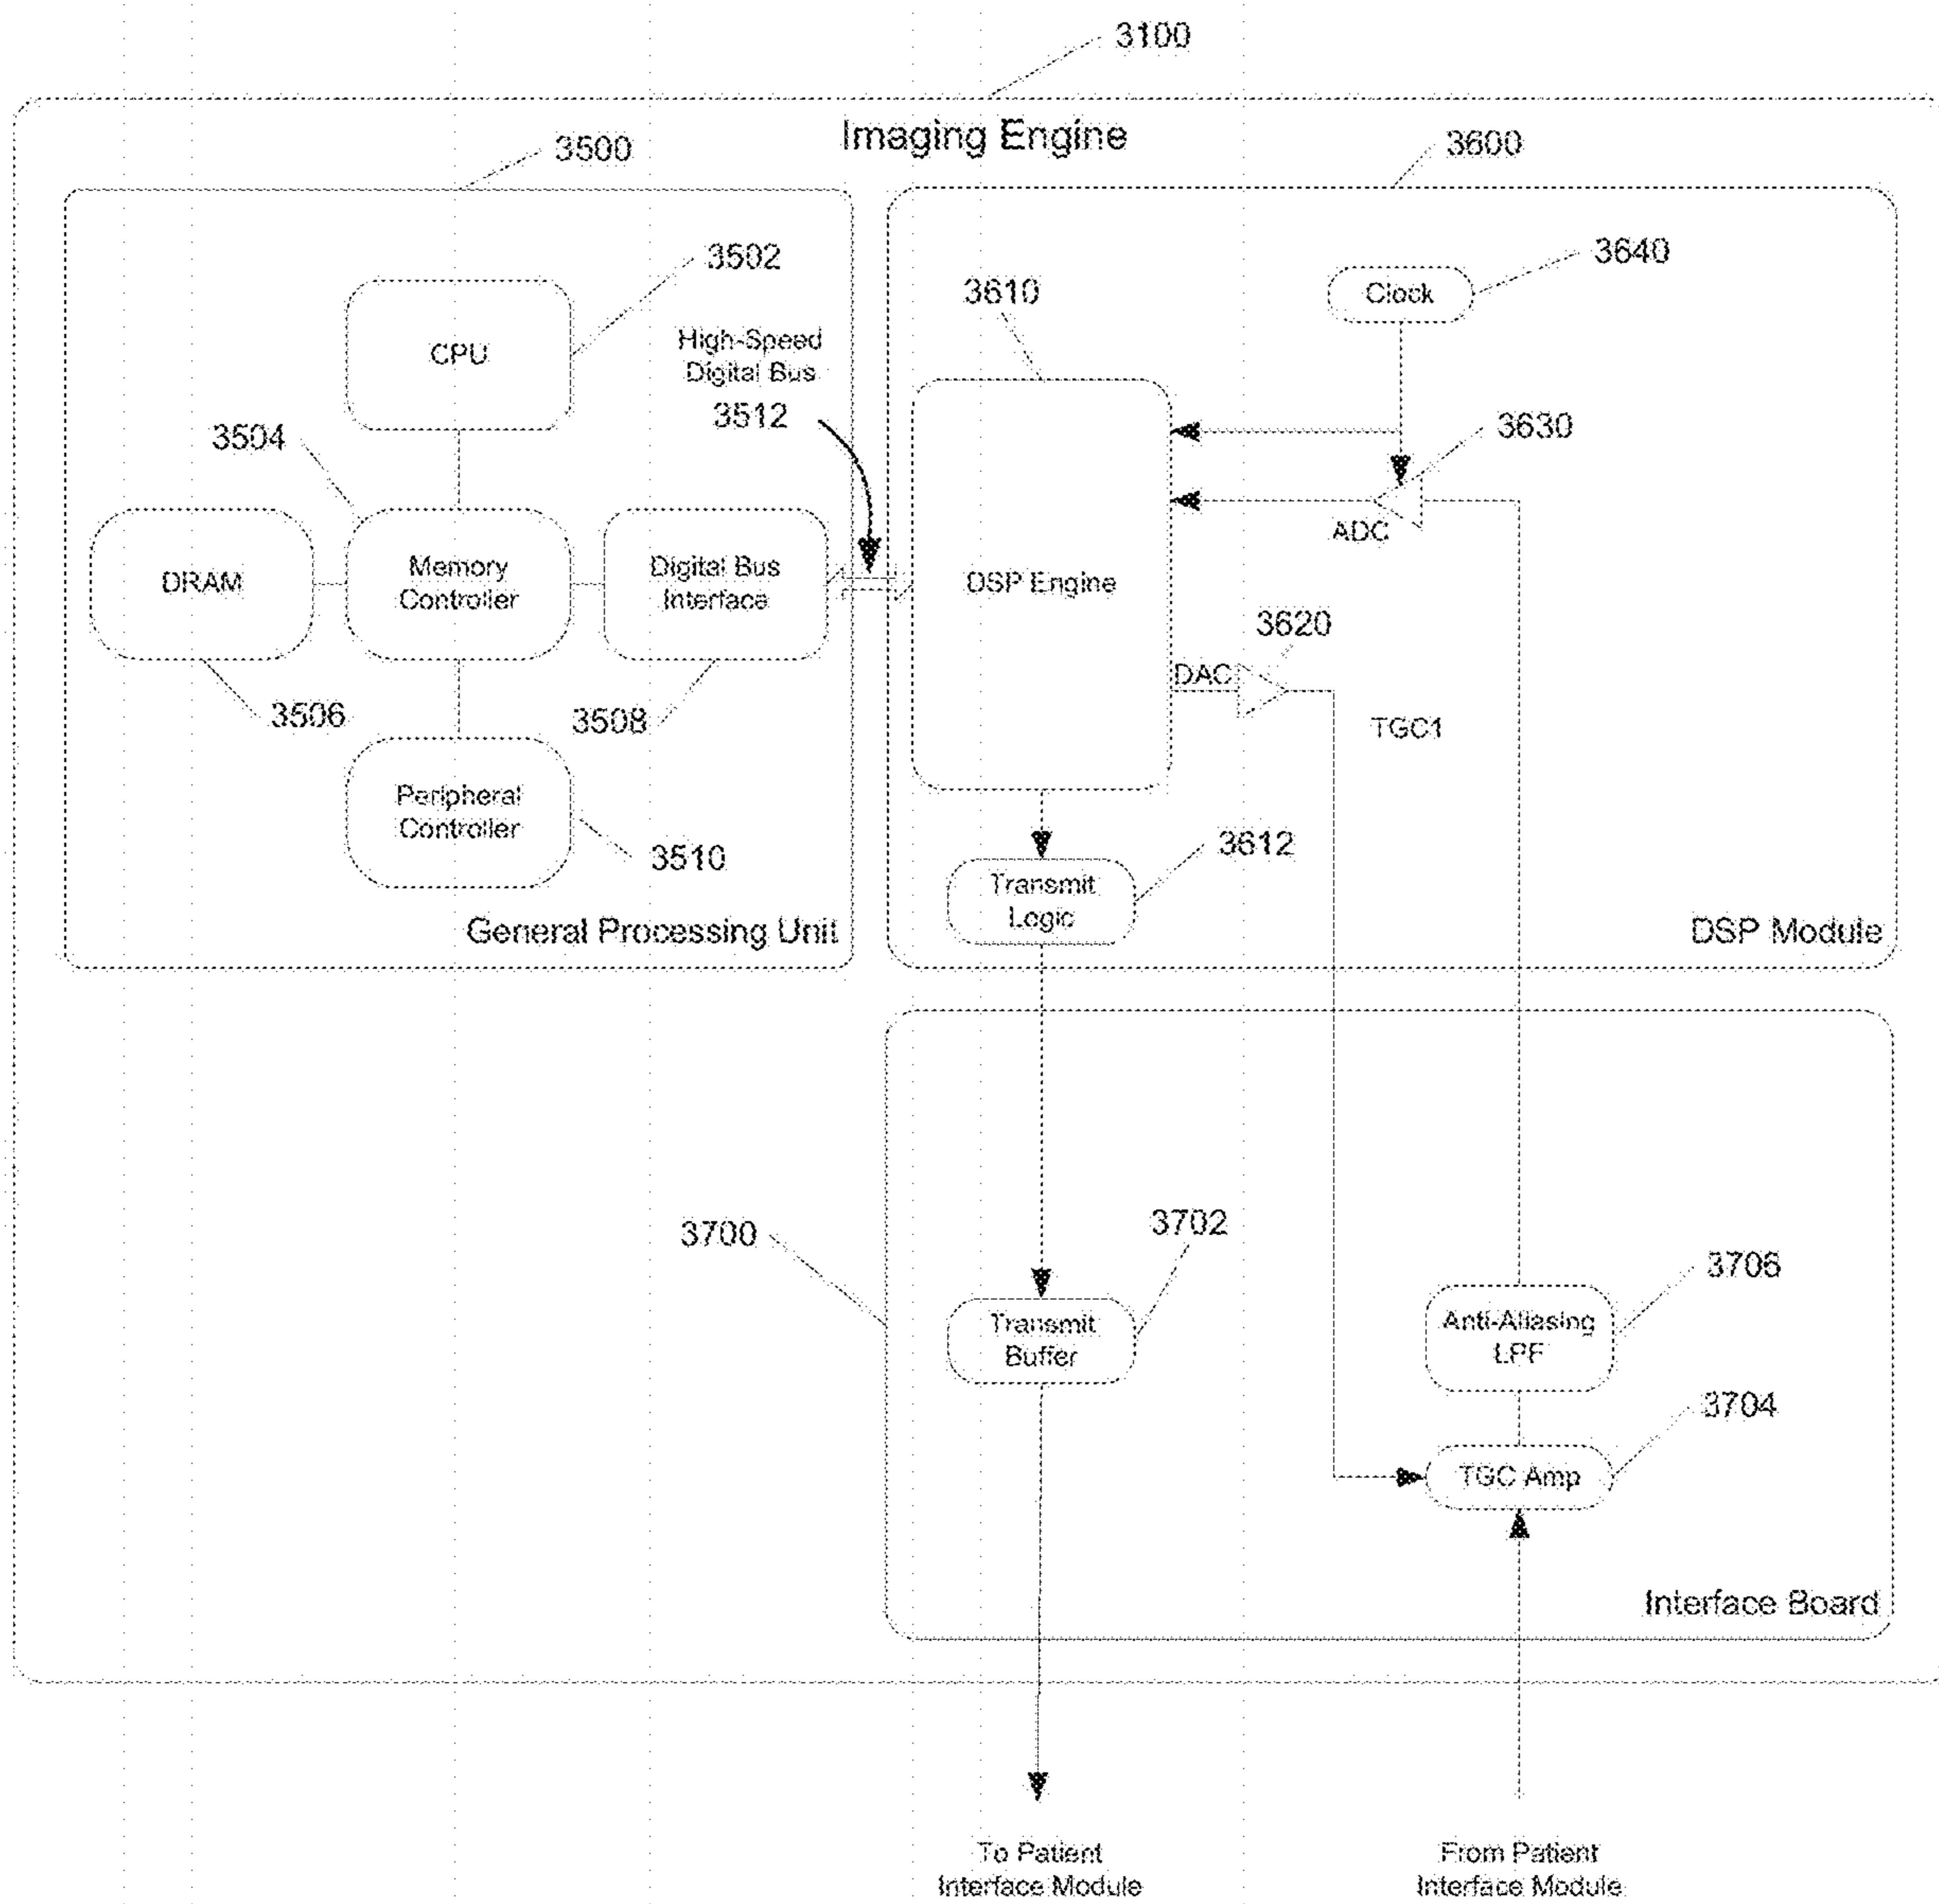 3100
Imaging Engine
3500
3600
3502
CPU
High-Speed
Digital Bus
3512
3504
DRAM
Memory
Controller
Digital Bus
Interface
3506
3508
Peripheral
Controller
3510
General Processing Unit
3610
3640
Clock
3630
ADC
DSP Engine
3620
DAC
TGC1
3612
Transmit
Logic
DSP Module
3700
3702
Transmit
Buffer
3706
Anti-Aliasing
LPF
3704
TGC Amp
Interface Board
To Patient
Interface Module
From Patient
Interface Module